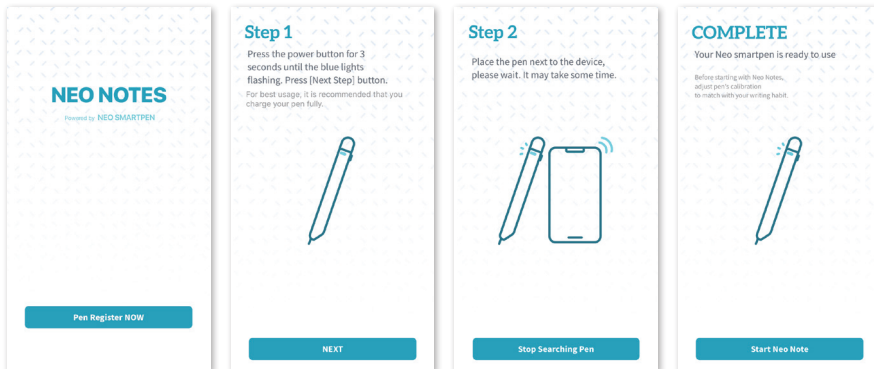 NEO NOTES
Powered by NEO SMARTPEN
Pen Register NOW
Step 1
Press the power button for 3
seconds until the blue lights
flashing. Press [Next Step] button.
For best usage, it is recommended that you
charge your pen fully.
NEXT
Step 2
Place the pen next to the device,
please wait. It may take some time.
Stop Searching Pen
COMPLETE
Your Neo smartpen is ready to use
Before starting with Neo Notes,
adjust pen's calibration
to match with your writing habit.
Start Neo Note